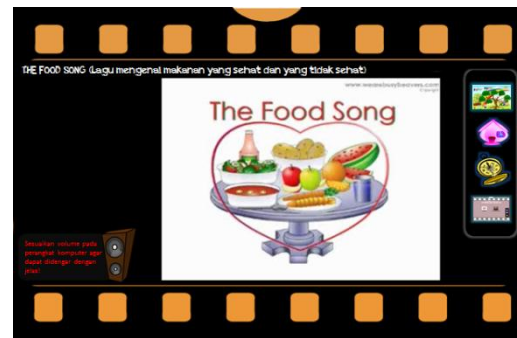 THE FOOD SONG (Lagu mengenal makanan yang sehat dan yang tidak sehat)
www.wearebusybeavers.com
The Food Song
Sesuaikan volume pada
perangkat komputer agar
dapat didengar dengan
jelas!